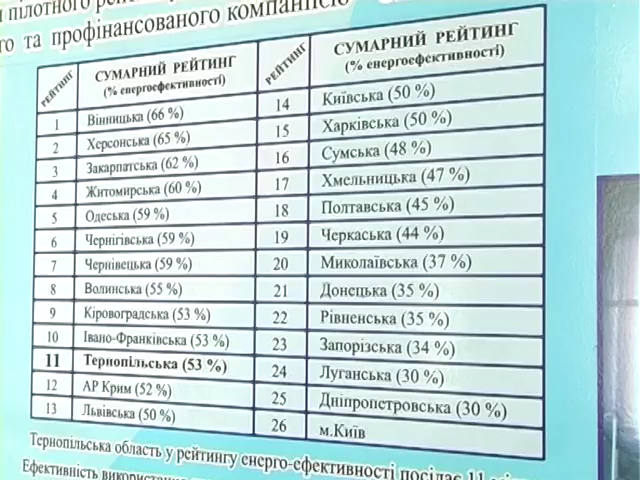 пілотного
го та профінансованого компанією
РЕЙТИНГ СУМАРНИЙ РЕЙТИНГ (% енергоефективності) РЕЙТИНГ СУМАРНИЙ РЕЙТИНГ (% енергоефективності)
1 Вінницька (66 %) 14 Київська (50 %)
2 Херсонська (65 %) 15 Харківська (50 %)
3 Закарпатська (62 %) 16 Сумська (48 %)
4 Житомирська (60 %) 17 Хмельницька (47 %)
5 Одеська (59 %) 18 Полтавська (45 %)
6 Чернігівська (59 %) 19 Черкаська (44 %)
7 Чернівецька (59 %) 20 Миколаївська (37 %)
8 Волинська (55 %) 21 Донецька (35 %)
9 Кіровоградська (53 %) 22 Рівненська (35 %)
10 Івано-Франківська (53 %) 23 Запорізька (34 %)
11 Тернопільська (53 %) 24 Луганська (30 %)
12 АР Крим (52 %) 25 Дніпропетровська (30 %)
13 Львівська (50 %) 26 м.Київ
Тернопільська область у рейтингу енерго-ефективності посідає 11
Ефективність